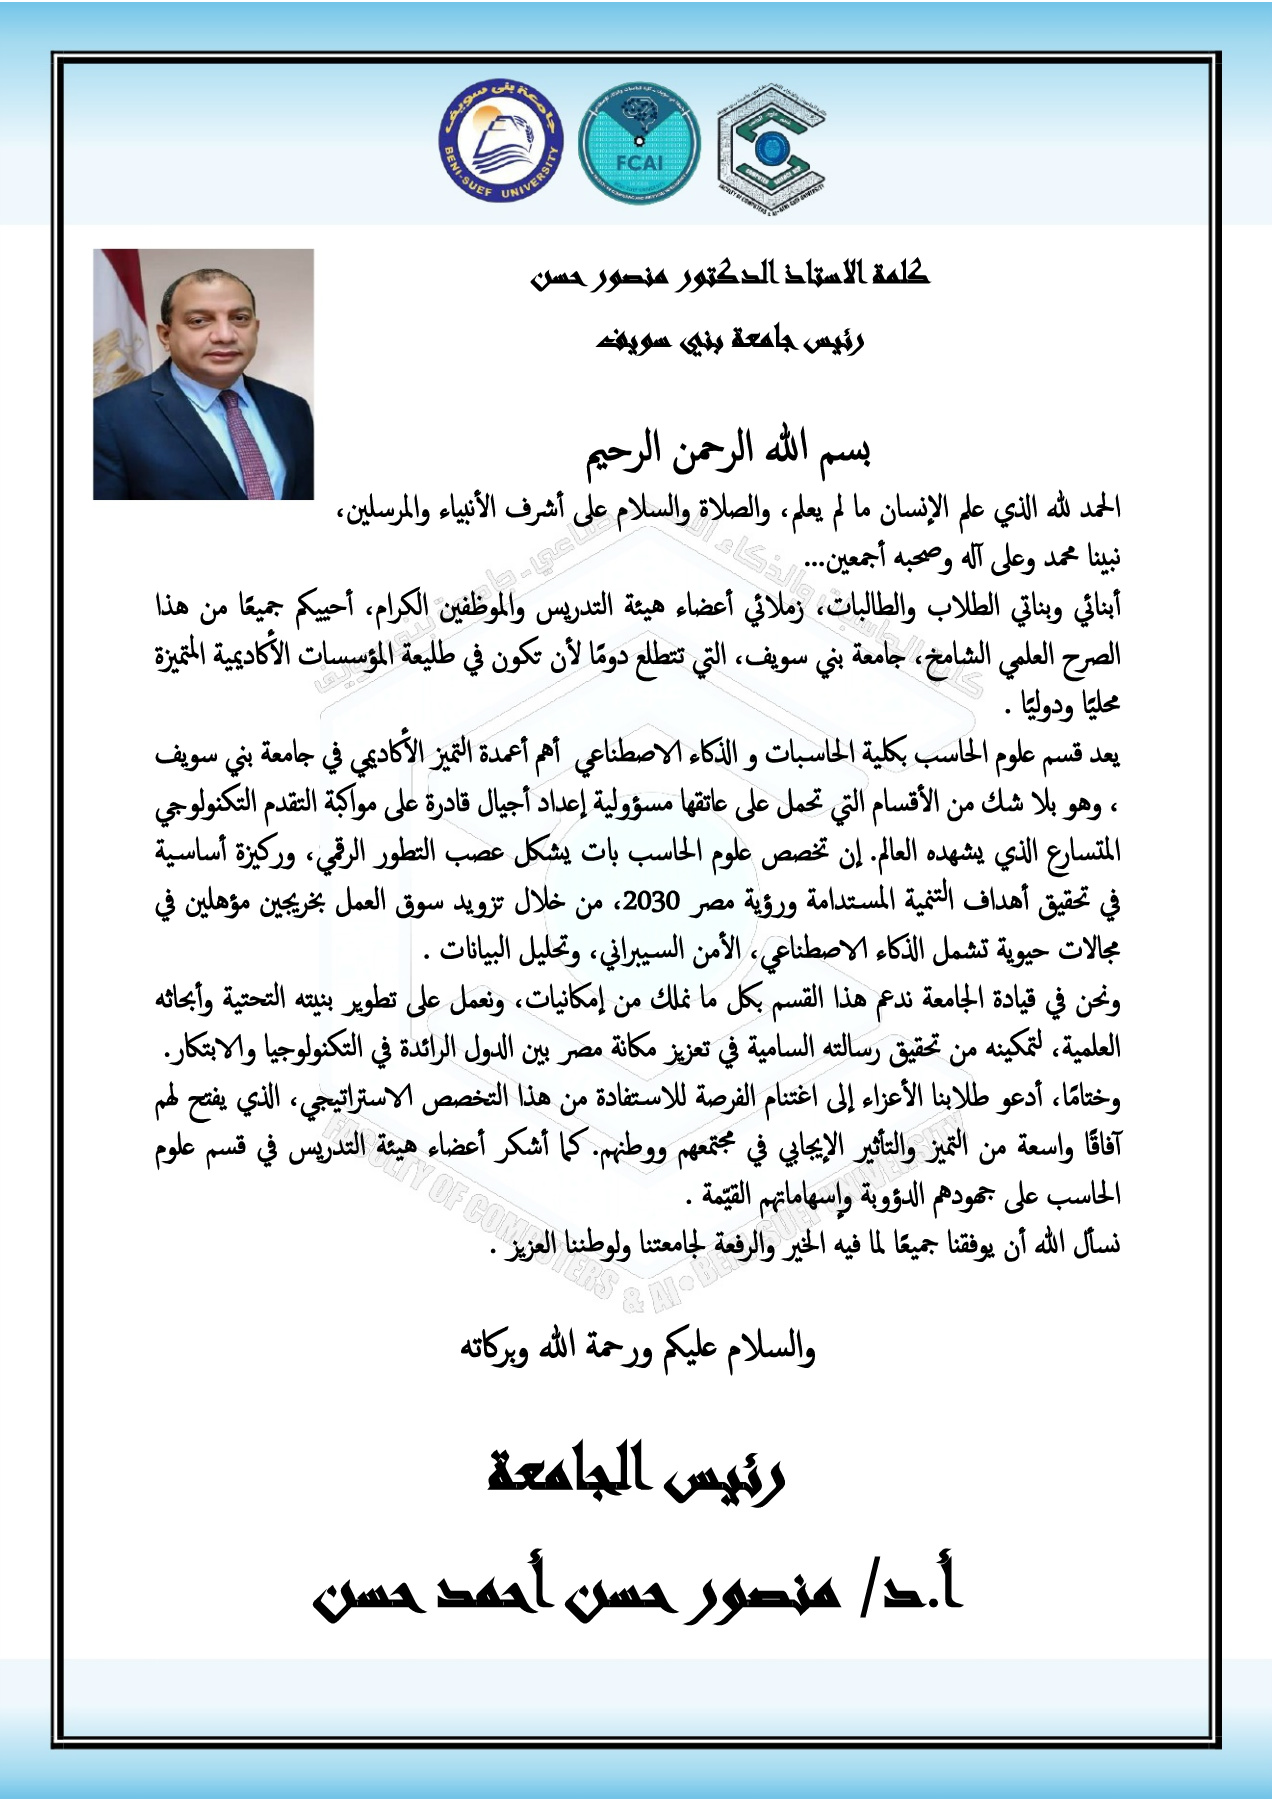 جامعة بنى سويف
BENI-SUEF UNIVERSITY
FCAI
كلمة الاستاذ الدكتور منصور حسن
رئيس جامعة بني سويف
بسم الله الرحمن الرحيم
الحمد لله الذي علم الإنسان ما لم يعلم، والصلاة والسلام على أشرف الأنبياء والمرسلين،
نبينا محمد وعلى آله وصحبه أجمعين...
أبنائي وبناتي الطلاب والطالبات، زملائي أعضاء هيئة التدريس والموظفين الكرام، أحييكم جميعًا من هذا
الصرح العلمي الشامخ، جامعة بني سويف، التي تتطلع دومًا لأن تكون في طليعة المؤسسات الأكاديمية المتميزة
محليًا ودوليًا .
يعد قسم علوم الحاسب بكلية الحاسبات و الذكاء الاصطناعي أهم أعمدة التميز الأكاديمي في جامعة بني سويف
، وهو بلا شك من الأقسام التي تحمل على عاتقها مسؤولية إعداد أجيال قادرة على مواكبة التقدم التكنولوجي
المتسارع الذي يشهده العالم. إن تخصص علوم الحاسب بات يشكل عصب التطور الرقمي، وركيزة أساسية
في تحقيق أهداف التنمية المستدامة ورؤية مصر 2030، من خلال تزويد سوق العمل بخريجين مؤهلين في
مجالات حيوية تشمل الذكاء الاصطناعي، الأمن السيبراني، وتحليل البيانات .
ونحن في قيادة الجامعة ندعم هذا القسم بكل ما نملك من إمكانيات، ونعمل على تطوير بنيته التحتية وأبحاثه
العلمية، لتمكينه من تحقيق رسالته السامية في تعزيز مكانة مصر بين الدول الرائدة في التكنولوجيا والابتكار.
وختامًا، أدعو طلابنا الأعزاء إلى اغتنام الفرصة للاستفادة من هذا التخصص الاستراتيجي، الذي يفتح لهم
آفاقًا واسعة من التميز والتأثير الإيجابي في مجتمعهم ووطنهم. كما أشكر أعضاء هيئة التدريس في قسم علوم
الحاسب على جهودهم الدؤوبة وإسهاماتهم القيّمة .
نسأل الله أن يوفقنا جميعًا لما فيه الخير والرفعة لجامعتنا ولوطننا العزيز .
FACULTY OF COMPUTERS & AI • BENI-SUEF UNIVERSITY
والسلام عليكم ورحمة الله وبركاته
رئيس الجامعة
أ.د/ منصور حسن أحمد حسن